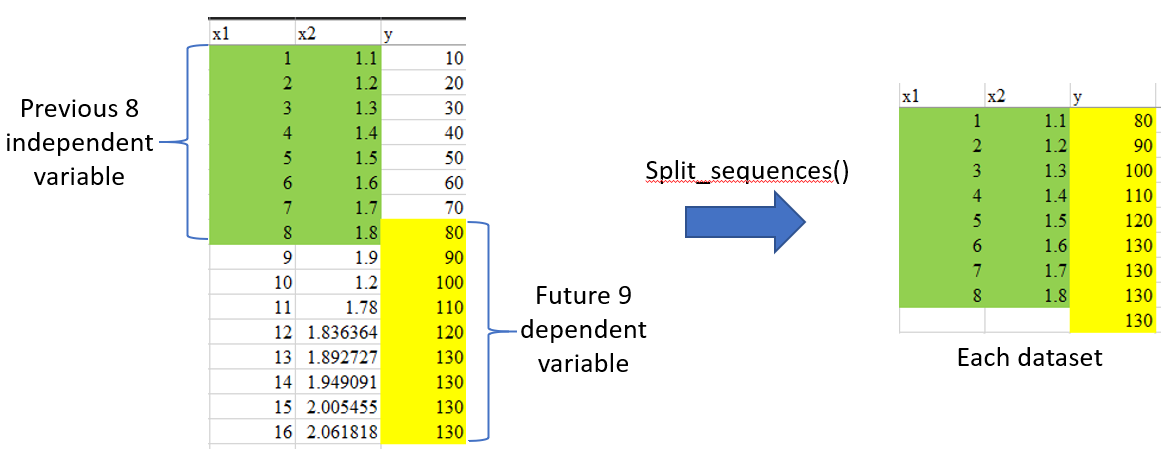 x1 x2 y
1 1.1 10
2 1.2 20
3 1.3 30
4 1.4 40
5 1.5 50
6 1.6 60
7 1.7 70
8 1.8 80
9 1.9 90
10 1.2 100
11 1.78 110
12 1.836364 120
13 1.892727 130
14 1.949091 130
15 2.005455 130
16 2.061818 130
Previous 8
independent
variable
Future 9
dependent
variable
Split_sequences()
x1 x2 y
1 1.1 80
2 1.2 90
3 1.3 100
4 1.4 110
5 1.5 120
6 1.6 130
7 1.7 130
8 1.8 130
130
Each dataset